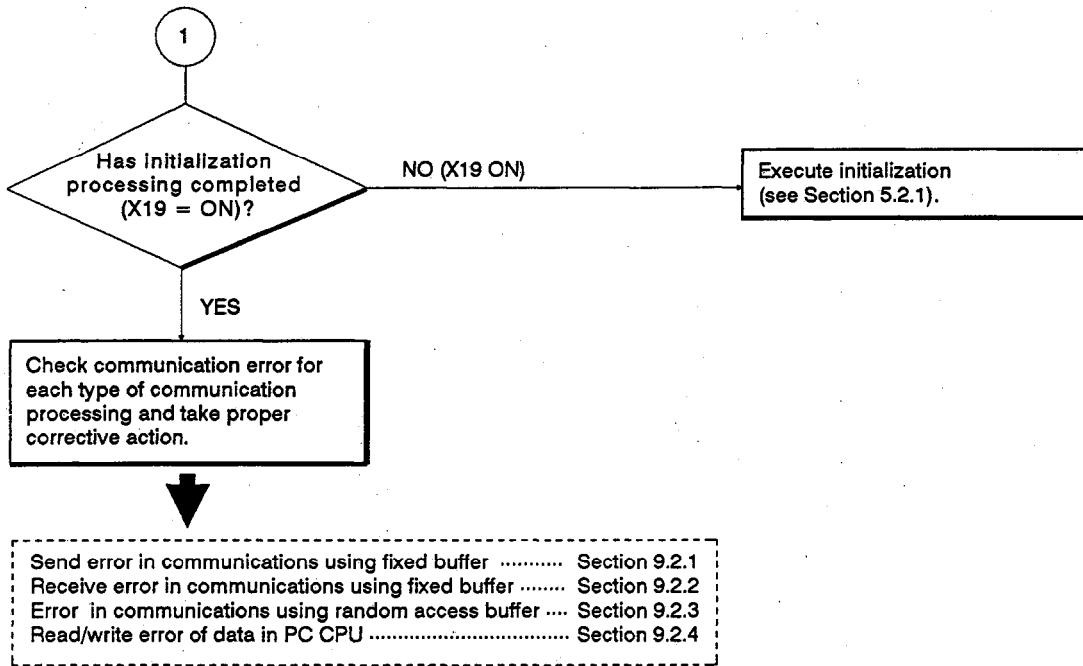 1
Has initialization
processing completed
(X19 = ON)?
NO (X19 ON)
Execute initialization
(see Section 5.2.1).
YES
Check communication error for
each type of communication
processing and take proper
corrective action.
Send error in communications using fixed buffer ........... Section 9.2.1
Receive error in communications using fixed buffer ........ Section 9.2.2
Error in communications using random access buffer .... Section 9.2.3
Read/write error of data in PC CPU ................................... Section 9.2.4